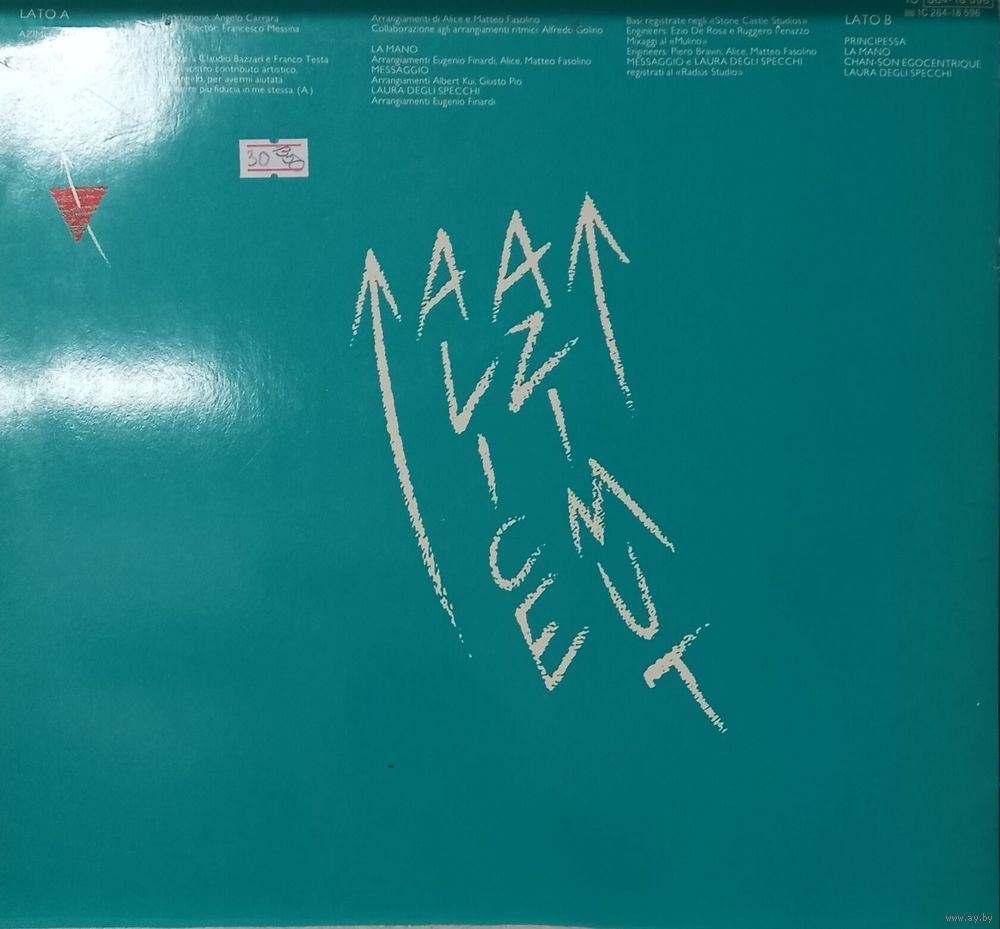 LATO A
Produzione: Angelo Carrara
Director: Francesco Messina
Claudio Bazzari e Franco Testa
vostro contributo artistico,
per avermi aiutata
più fiducia in me stessa. (A.)
Arrangiamenti di Alice e Matteo Fasolino
Collaborazione agli arrangiamenti ritmici: Alfredo Golino
LA MANO
Arrangiamenti Eugenio Finardi, Alice, Matteo Fasolino
MESSAGGIO
Arrangiamenti Albert Kui, Giusto Pio
LAURA DEGLI SPECCHI
Arrangiamenti Eugenio Finardi
Basi registrate negli «Stone Castle Studios»
Engineers: Ezio De Rosa e Ruggero Penazzo
Mixaggi al «Mulino»
Engineers: Piero Bravin, Alice, Matteo Fasolino
MESSAGGIO e LAURA DEGLI SPECCHI
registrati al «Radius Studio»
1C 264-18 596
LATO B
PRINCIPESSA
LA MANO
CHAN-SON EGOCENTRIQUE
LAURA DEGLI SPECCHI
30
ALICE
AZIMUT
www.ay.by